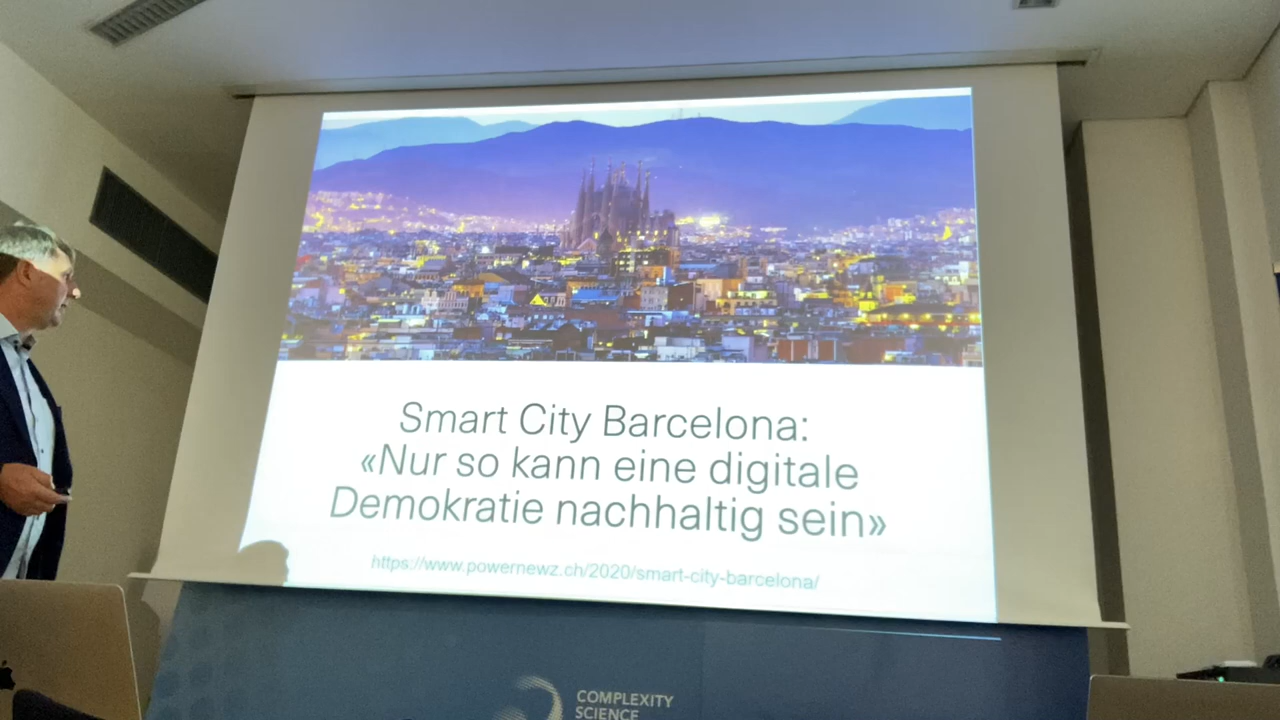 Smart City Barcelona:
«Nur so kann eine digitale
Demokratie nachhaltig sein»
https://www.powernewz.ch/2020/smart-city-barcelona/
COMPLEXITY
SCIENCE